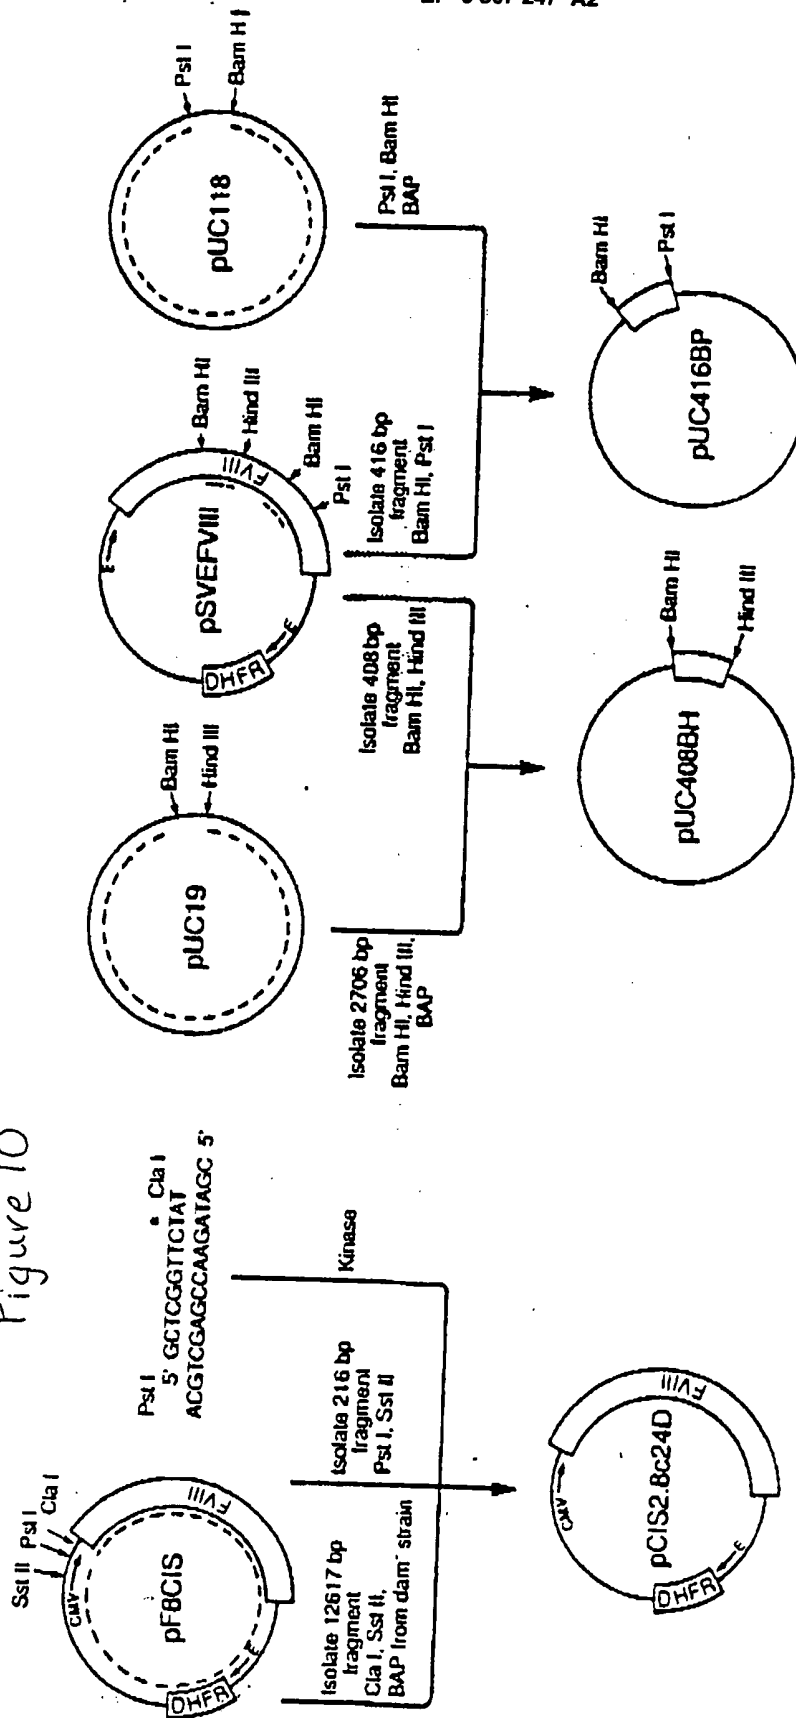 Figure 10
Sst II
Pst I
Cla I
CMV
pF8CIS
FVIII
E
DHFR
Pst I
* Cla I
5' GCTCGGTTCTAT
ACGTCGAGCCAAGATAGC 5'
Isolate 12617 bp
fragment
Cla I, Sst II,
BAP from dam⁻ strain
Isolate 216 bp
fragment
Pst I, Sst II
Kinase
CMV
pCIS2.8c24D
FVIII
E
DHFR
pUC19
Bam HI
Hind III
E
pSVEFVIII
FVIII
Bam HI
Hind III
Bam HI
Pst I
E
DHFR
pUC118
Pst I
Bam HI
Isolate 2706 bp
fragment
Bam HI, Hind III,
BAP
Isolate 408 bp
fragment
Bam HI, Hind III
Isolate 416 bp
fragment
Bam HI, Pst I
Pst I, Bam HI
BAP
pUC408BH
Bam HI
Hind III
pUC416BP
Bam HI
Pst I